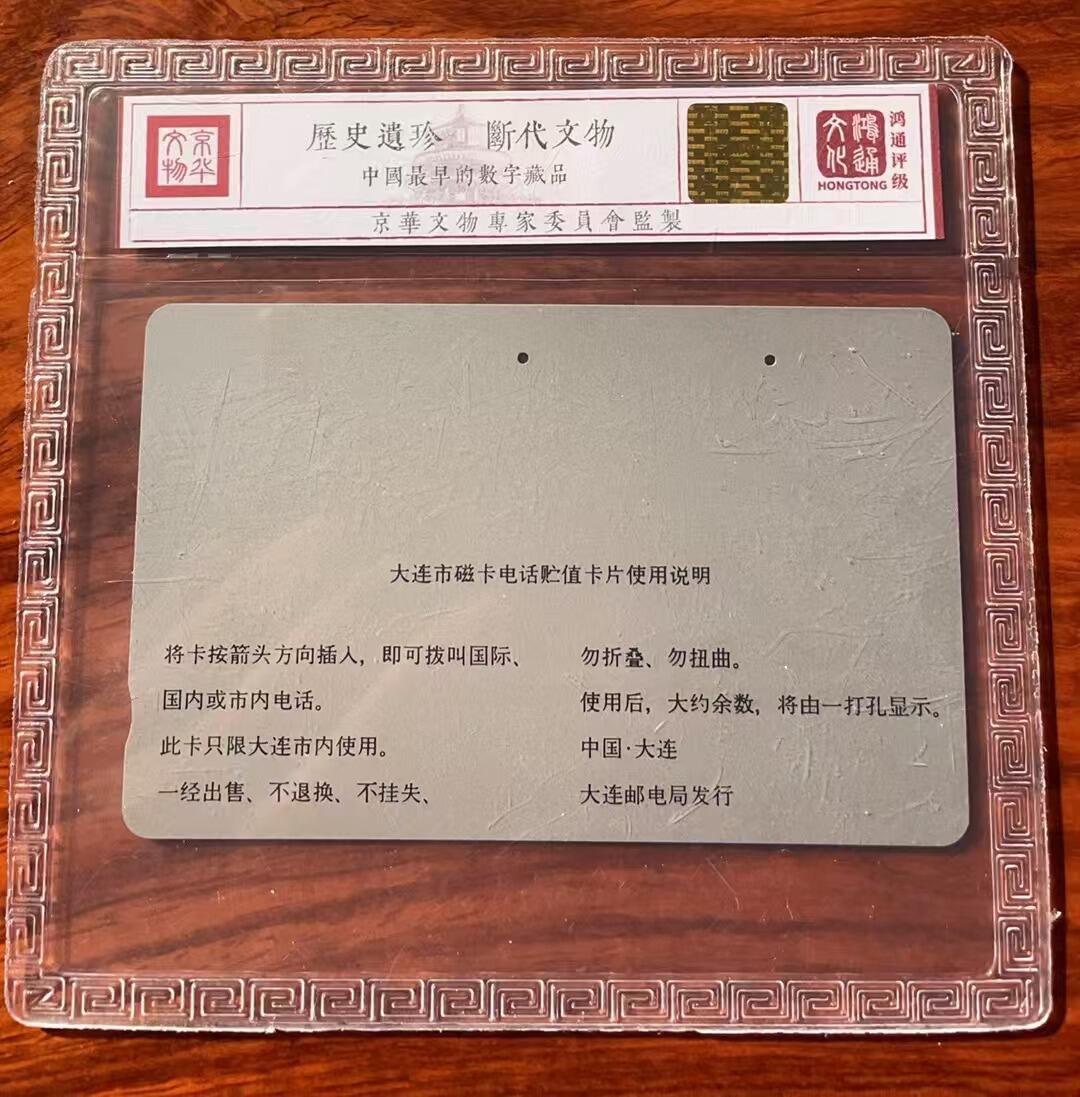 京华文物
歷史遺珍 斷代文物
中國最早的數字藏品
京華文物專家委員會監製
鴻通文化
HONGTONG
鸿通评级
大连市磁卡电话贮值卡片使用说明
将卡按箭头方向插入，即可拨叫国际、
国内或市内电话。
此卡只限大连市内使用。
一经出售、不退换、不挂失、
勿折叠、勿扭曲。
使用后，大约余数，将由一打孔显示。
中国·大连
大连邮电局发行